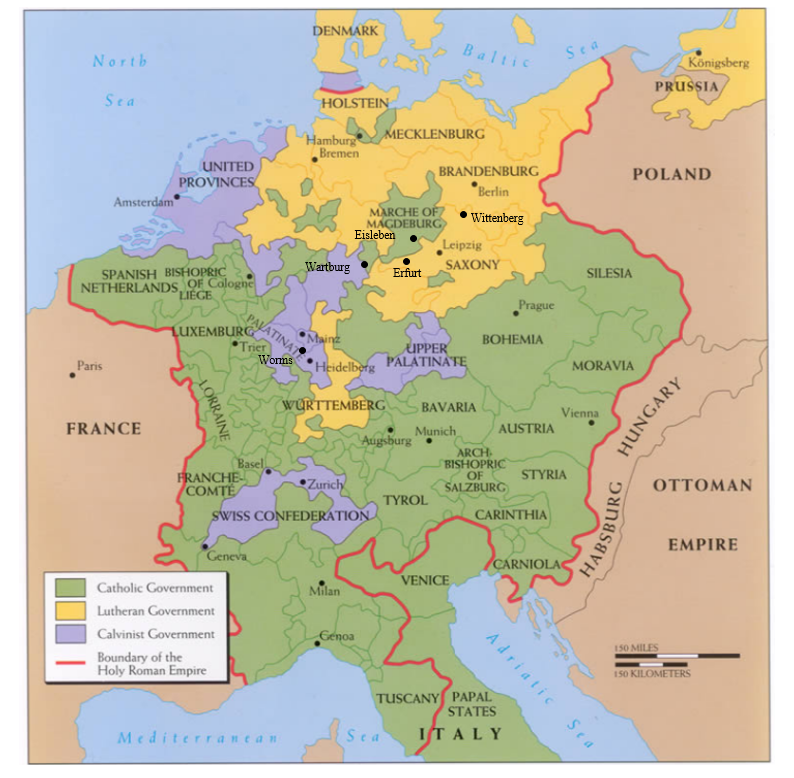 DENMARK
North
Sea
Baltic Sea
Königsberg
PRUSSIA
HOLSTEIN
Hamburg
MECKLENBURG
Bremen
UNITED
PROVINCES
BRANDENBURG
Berlin
POLAND
Amsterdam
MARCHE OF
MAGDEBURG
Wittenberg
Eisleben
Leipzig
Wartburg
Erfurt
SAXONY
SPANISH
NETHERLANDS
BISHOPRIC
OF
LIÉGE
Cologne
SILESIA
Prague
LUXEMBURG
PALATINATE
Mainz
Trier
BOHEMIA
UPPER
PALATINATE
Worms
Heidelberg
MORAVIA
Paris
LORRAINE
WÜRTTEMBERG
BAVARIA
HUNGARY
FRANCE
Augsburg
Munich
AUSTRIA
Vienna
Basel
ARCH-
BISHOPRIC
OF
SALZBURG
STYRIA
FRANCHE-
COMTÉ
Zurich
TYROL
OTTOMAN
EMPIRE
SWISS CONFEDERATION
CARINTHIA
HABSBURG
Geneva
CARNIOLA
VENICE
Milan
Genoa
Catholic Government
Lutheran Government
Calvinist Government
Boundary of the
Holy Roman Empire
150 MILES
150 KILOMETERS
Adriatic Sea
TUSCANY
PAPAL
STATES
ITALY
Mediterranean Sea